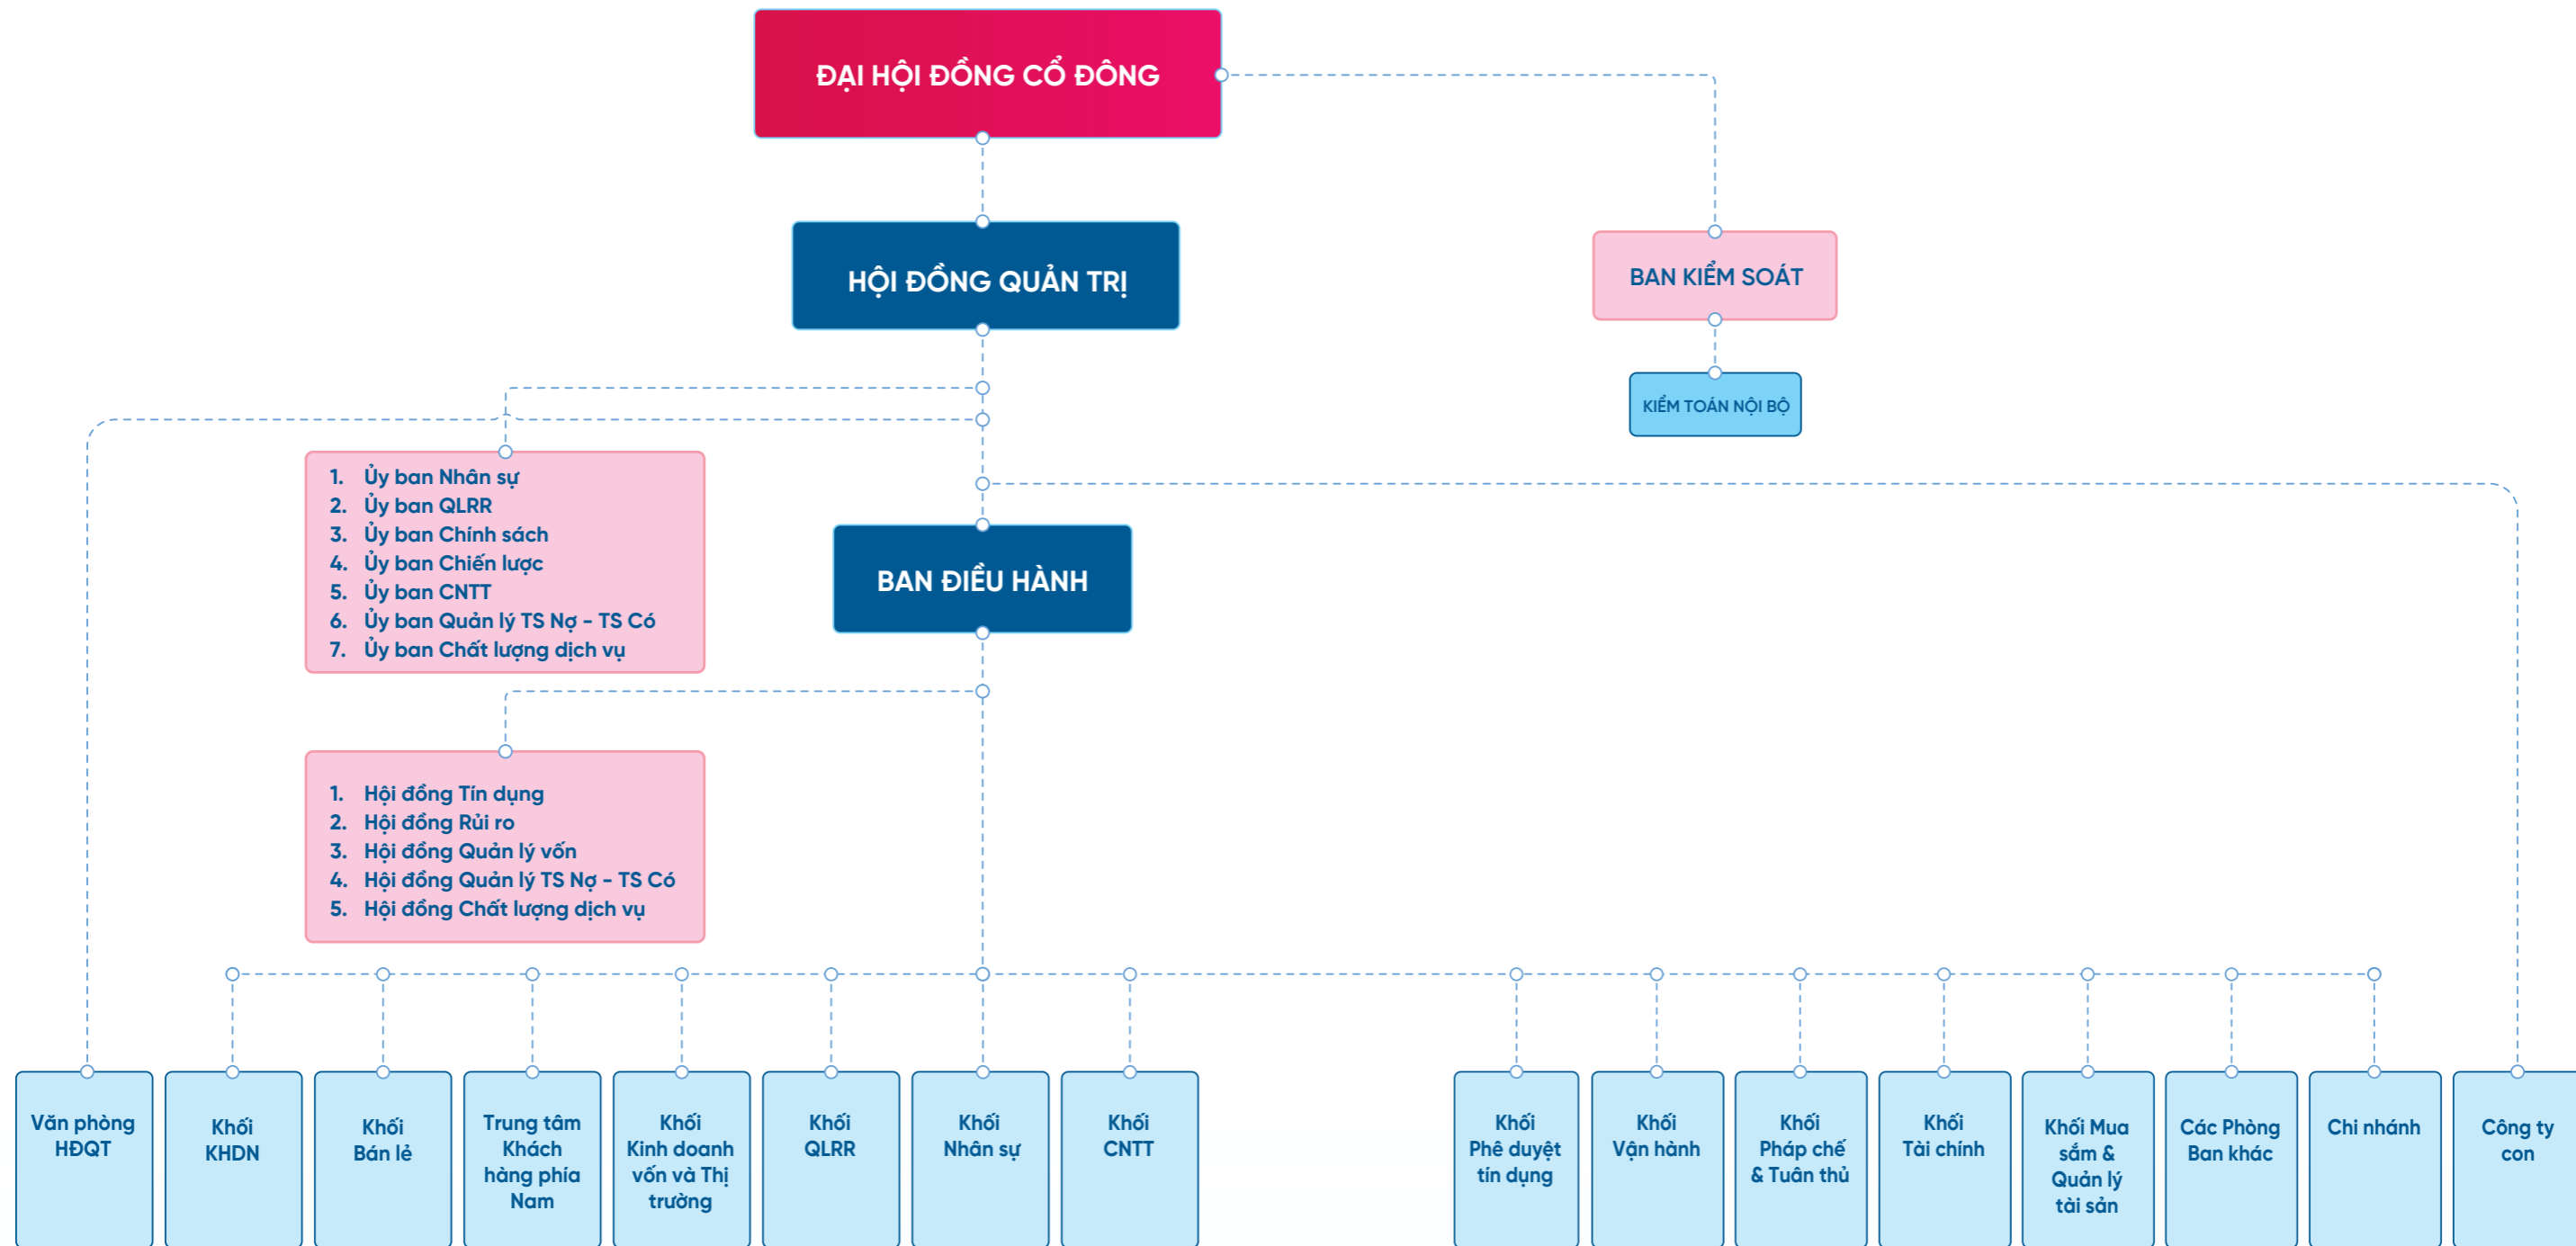 ĐẠI HỘI ĐỒNG CỔ ĐÔNG
HỘI ĐỒNG QUẢN TRỊ
BAN KIỂM SOÁT
KIỂM TOÁN NỘI BỘ
1. Ủy ban Nhân sự
2. Ủy ban QLRR
3. Ủy ban Chính sách
4. Ủy ban Chiến lược
5. Ủy ban CNTT
6. Ủy ban Quản lý TS Nợ - TS Có
7. Ủy ban Chất lượng dịch vụ
BAN ĐIỀU HÀNH
1. Hội đồng Tín dụng
2. Hội đồng Rủi ro
3. Hội đồng Quản lý vốn
4. Hội đồng Quản lý TS Nợ - TS Có
5. Hội đồng Chất lượng dịch vụ
Văn phòng
HĐQT
Khối
KHDN
Khối
Bán lẻ
Trung tâm
Khách
hàng phía
Nam
Khối
Kinh doanh
vốn và Thị
trường
Khối
QLRR
Khối
Nhân sự
Khối
CNTT
Khối
Phê duyệt
tín dụng
Khối
Vận hành
Khối
Pháp chế
& Tuân thủ
Khối
Tài chính
Khối Mua
sắm &
Quản lý
tài sản
Các Phòng
Ban khác
Chi nhánh
Công ty
con